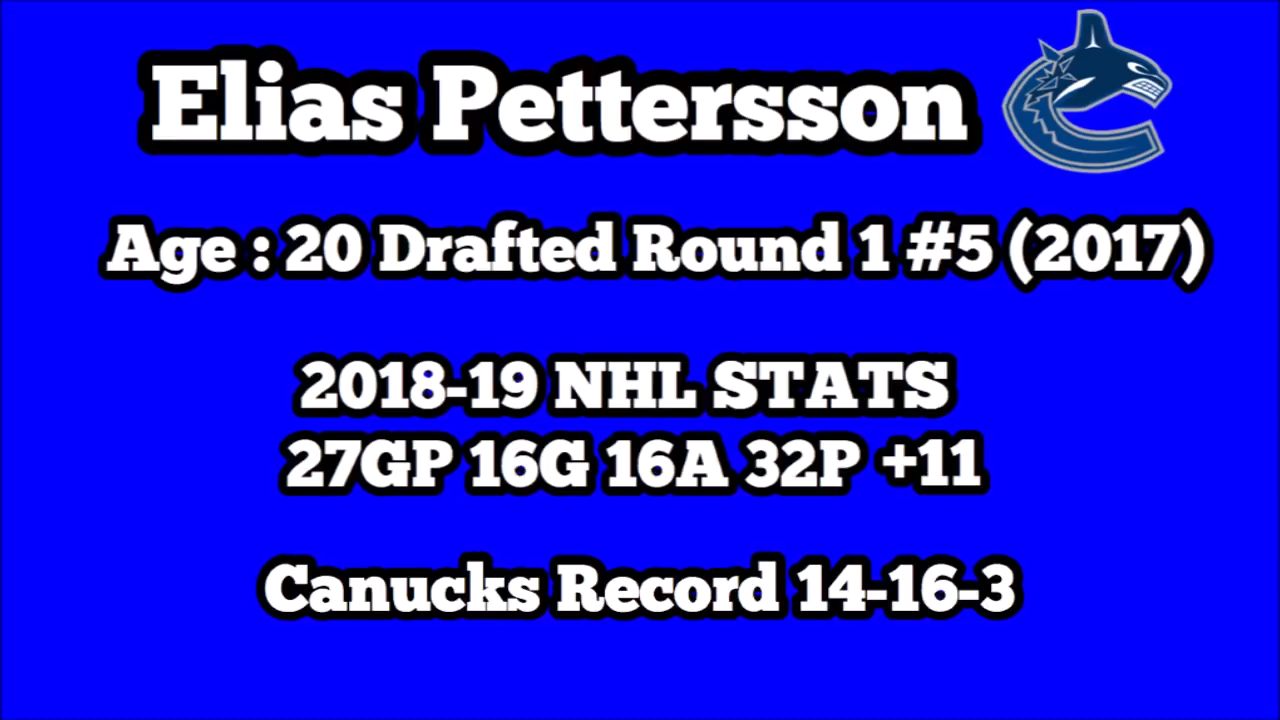 Elias Pettersson
Age : 20 Drafted Round 1 #5 (2017)
2018-19 NHL STATS
27GP 16G 16A 32P +11
Canucks Record 14-16-3